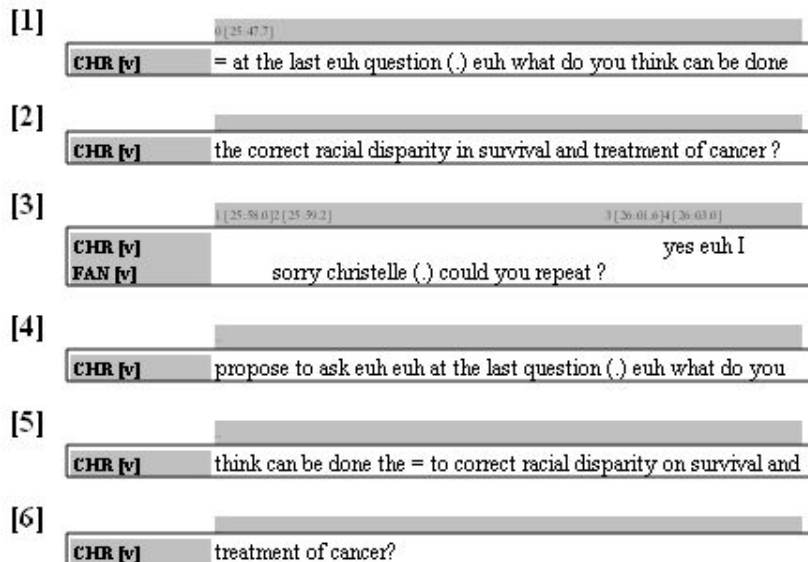 [1]
0 [25:47.7]
CHR [v] = at the last euh question (.) euh what do you think can be done
[2]
CHR [v] the correct racial disparity in survival and treatment of cancer ?
[3]
1 [25:58.0]2 [25:59.2] 3 [26:01.6]4 [26:03.0]
CHR [v] yes euh I
FAN [v] sorry christelle (.) could you repeat ?
[4]
..
CHR [v] propose to ask euh euh at the last question (.) euh what do you
[5]
..
CHR [v] think can be done the = to correct racial disparity on survival and
[6]
CHR [v] treatment of cancer?